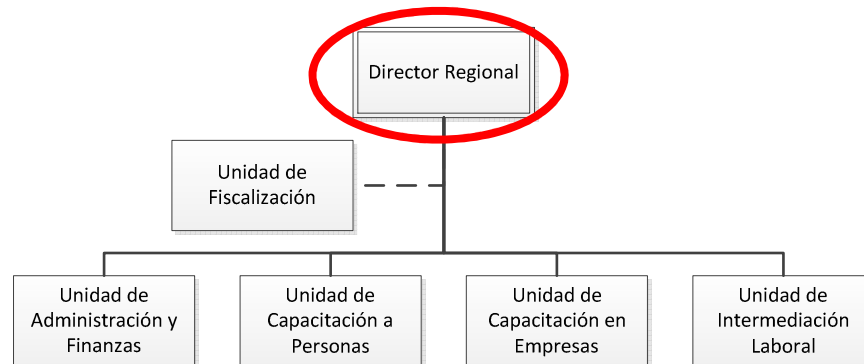 Director Regional
Unidad de
Fiscalización
Unidad de
Administración y
Finanzas
Unidad de
Capacitación a
Personas
Unidad de
Capacitación en
Empresas
Unidad de
Intermediación
Laboral